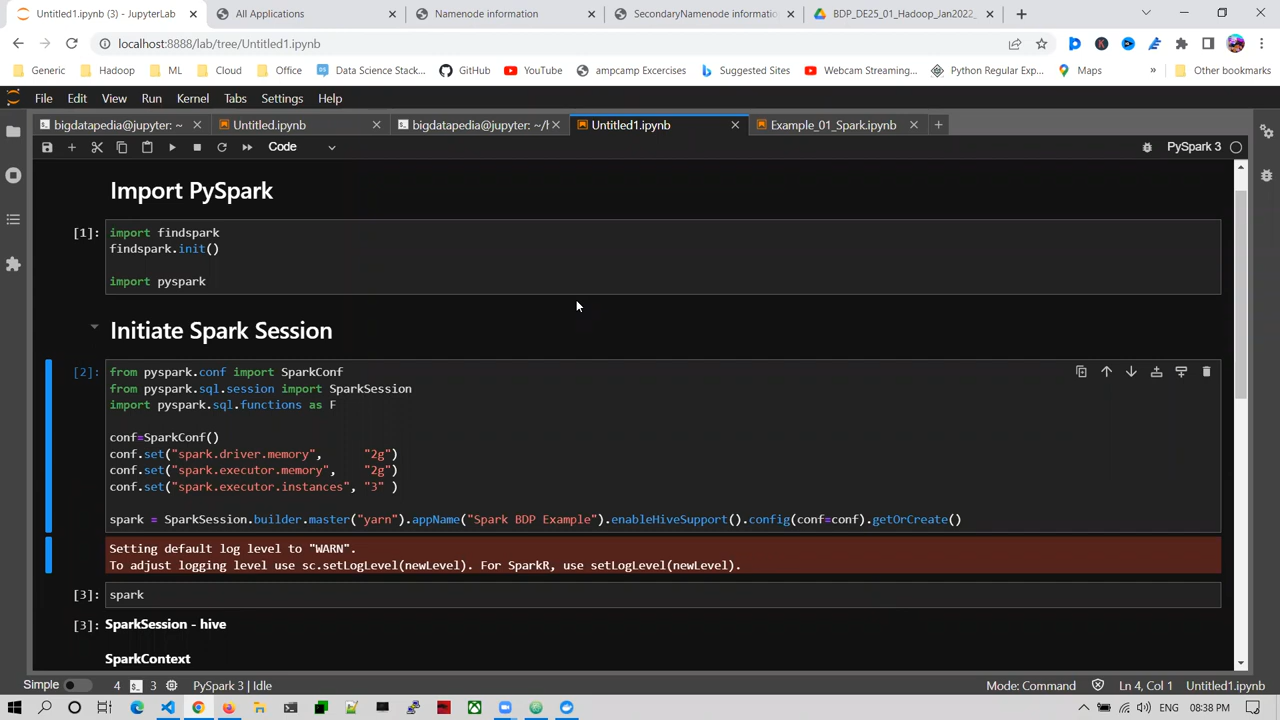 Untitled1.ipynb (3) - JupyterLab
All Applications
Namenode information
SecondaryNamenode informatio
BDP_DE25_01_Hadoop_Jan2022_
localhost:8888/lab/tree/Untitled1.ipynb
Generic
Hadoop
ML
Cloud
Office
Data Science Stack...
GitHub
YouTube
ampcamp Excercises
Suggested Sites
Webcam Streaming...
Python Regular Exp...
Maps
»
Other bookmarks
File
Edit
View
Run
Kernel
Tabs
Settings
Help
bigdatapedia@jupyter: ~
Untitled.ipynb
bigdatapedia@jupyter: ~/h
Untitled1.ipynb
Example_01_Spark.ipynb
Code
PySpark 3
Import PySpark
[1]:
import findspark
findspark.init()
import pyspark
Initiate Spark Session
[2]:
from pyspark.conf import SparkConf
from pyspark.sql.session import SparkSession
import pyspark.sql.functions as F
conf=SparkConf()
conf.set("spark.driver.memory",      "2g")
conf.set("spark.executor.memory",     "2g")
conf.set("spark.executor.instances", "3" )
spark = SparkSession.builder.master("yarn").appName("Spark BDP Example").enableHiveSupport().config(conf=conf).getOrCreate()
Setting default log level to "WARN".
To adjust logging level use sc.setLogLevel(newLevel). For SparkR, use setLogLevel(newLevel).
[3]:
spark
[3]:
SparkSession - hive
SparkContext
Simple
4
3
PySpark 3 | Idle
Mode: Command
Ln 4, Col 1
Untitled1.ipynb
ENG
08:38 PM